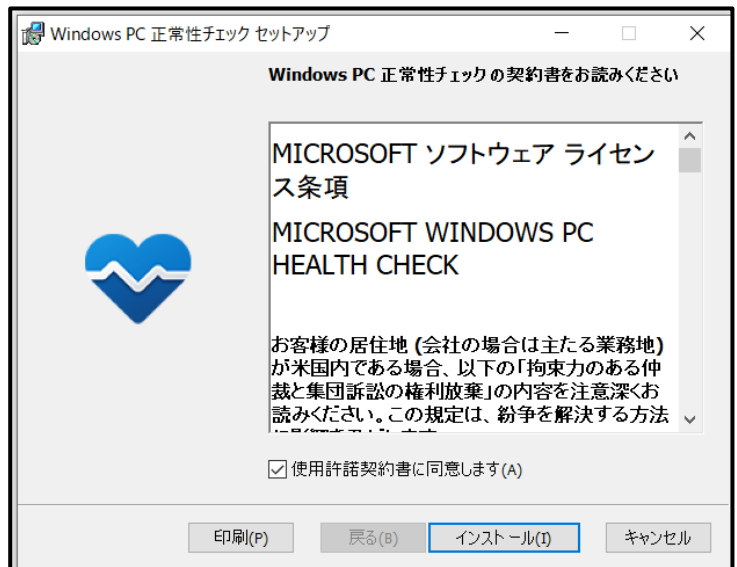 Windows PC 正常性チェック セットアップ
Windows PC 正常性チェックの契約書をお読みください
MICROSOFT ソフトウェア ライセン
ス条項
MICROSOFT WINDOWS PC
HEALTH CHECK
お客様の居住地 (会社の場合は主たる業務地)
が米国内である場合、以下の「拘束力のある仲
裁と集団訴訟の権利放棄」の内容を注意深くお
読みください。この規定は、紛争を解決する方法
使用許諾契約書に同意します(A)
印刷(P)
戻る(B)
インストール(I)
キャンセル